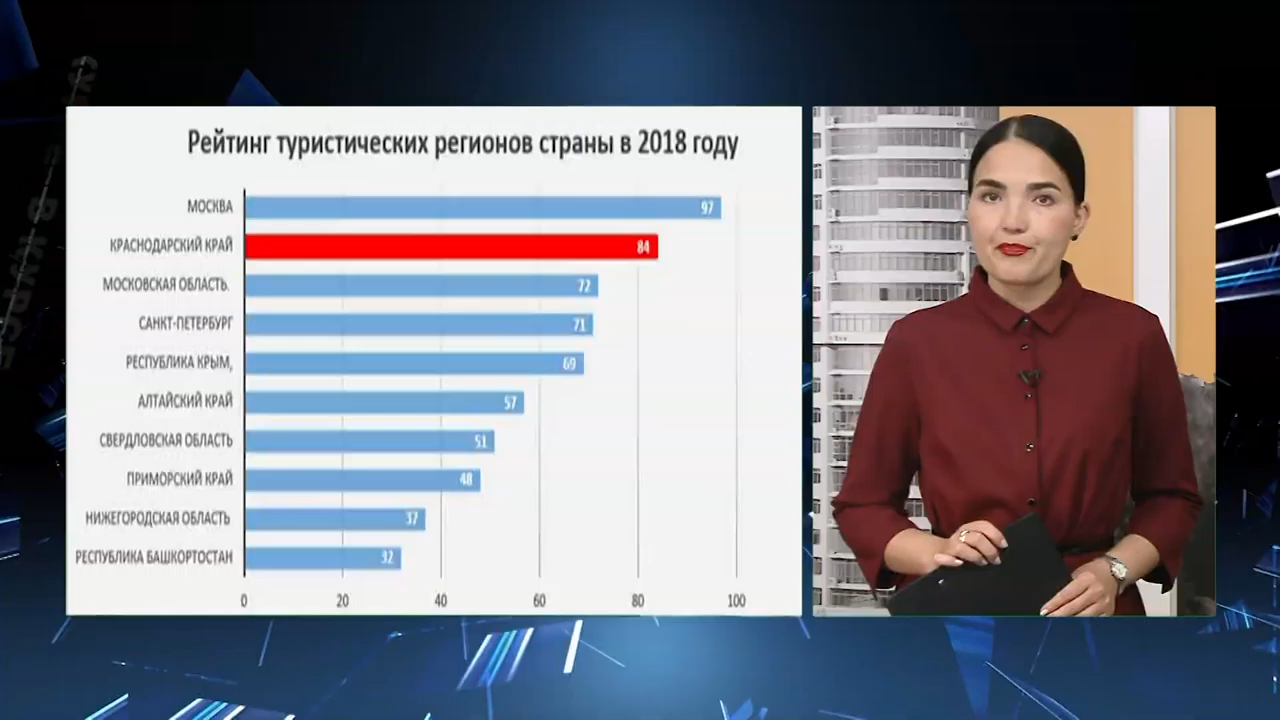 Рейтинг туристических регионов страны в 2018 году
МОСКВА 97
КРАСНОДАРСКИЙ КРАЙ 84
МОСКОВСКАЯ ОБЛАСТЬ. 72
САНКТ-ПЕТЕРБУРГ 71
РЕСПУБЛИКА КРЫМ, 69
АЛТАЙСКИЙ КРАЙ 57
СВЕРДЛОВСКАЯ ОБЛАСТЬ 51
ПРИМОРСКИЙ КРАЙ 48
НИЖЕГОРОДСКАЯ ОБЛАСТЬ 37
РЕСПУБЛИКА БАШКОРТОСТАН 32
0 20 40 60 80 100